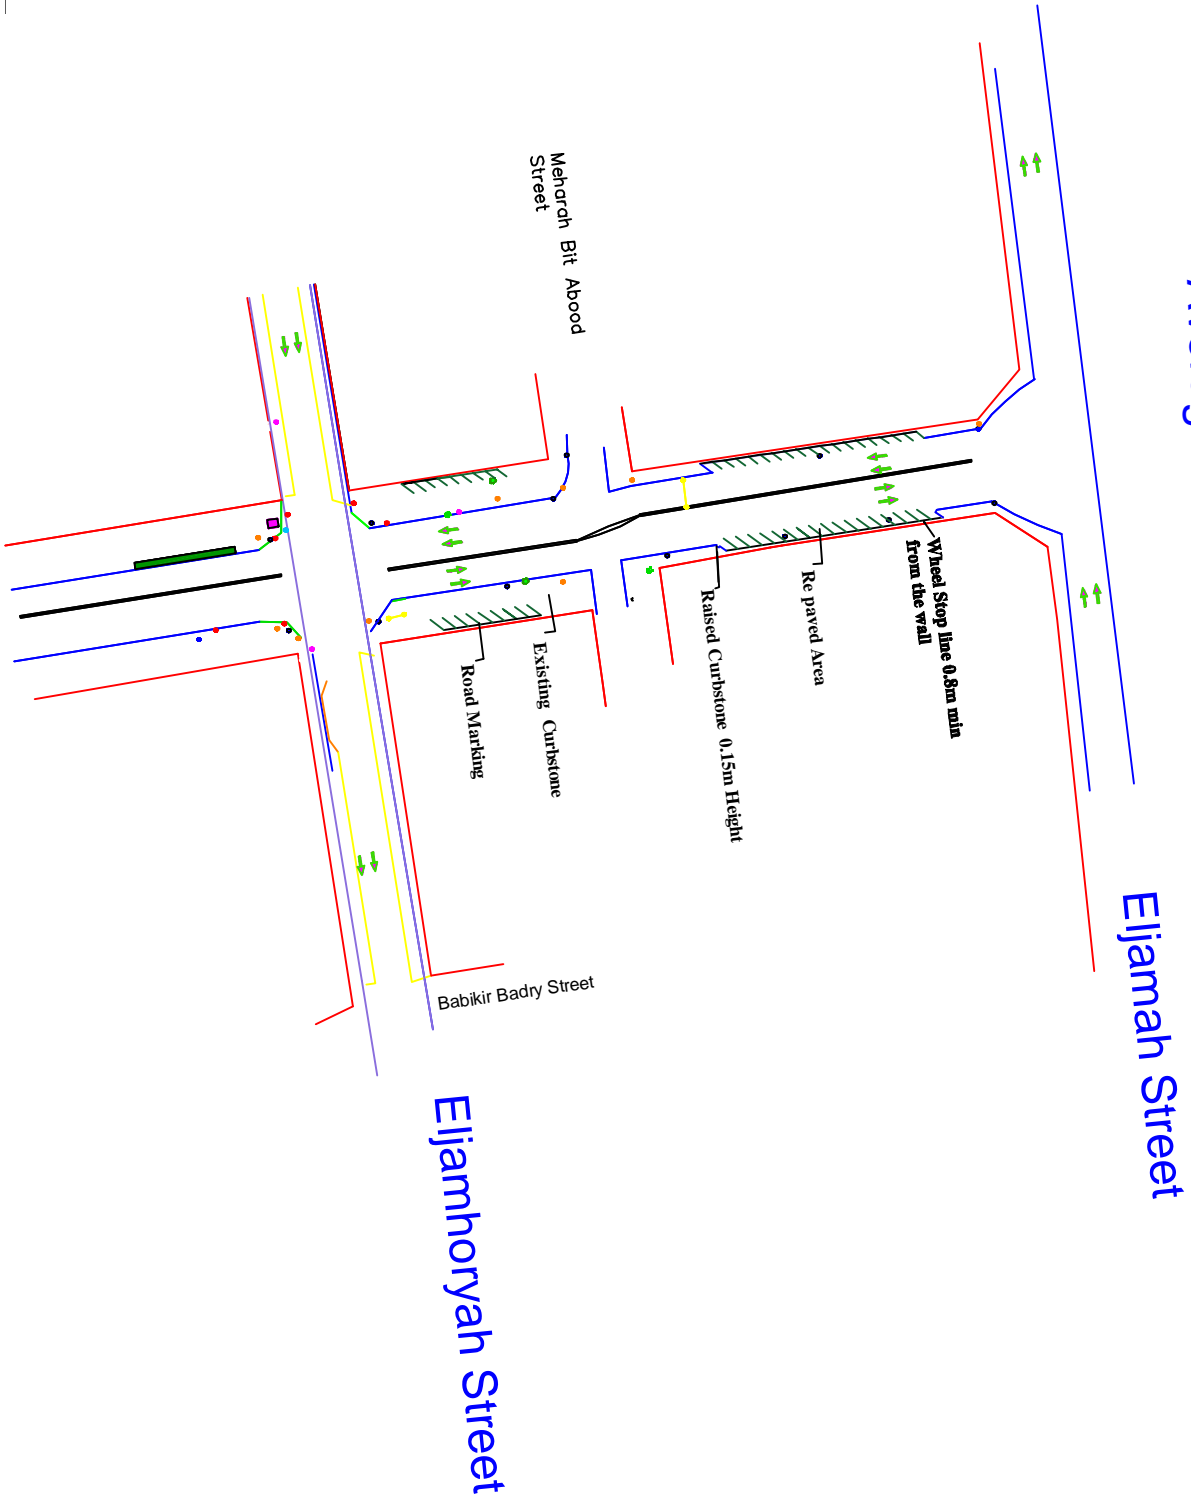 Meharah Bit Abood
Street
Wheel Stop line 0.8m min
from the wall
Re paved Area
Raised Curbstone 0.15m Height
Existing Curbstone
Road Marking
Babikir Badry Street
Eljamah Street
Eljamhoryah Street